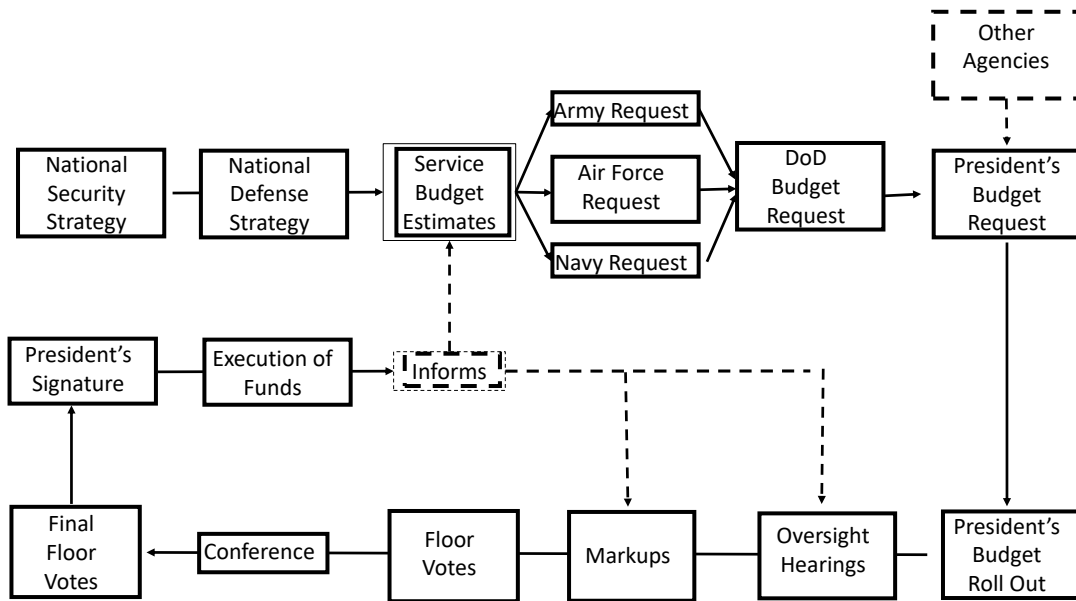 Other
Agencies
Army Request
National
Security
Strategy
National
Defense
Strategy
Service
Budget
Estimates
Air Force
Request
DoD
Budget
Request
President’s
Budget
Request
Navy Request
President’s
Signature
Execution of
Funds
Informs
Final
Floor
Votes
Conference
Floor
Votes
Markups
Oversight
Hearings
President’s
Budget
Roll Out